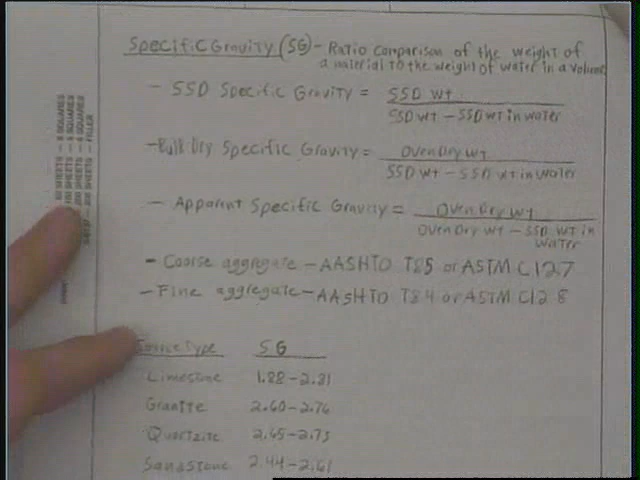 Specific Gravity (SG) - Ratio Comparison of the weight of
a material to the weight of water in a volume
- SSD Specific Gravity = SSD wt
SSD wt - SSD wt in water
- Bulk Dry Specific Gravity = Oven Dry wt
SSD wt - SSD wt in water
- Apparent Specific Gravity = Oven Dry wt
Oven Dry wt - SSD wt in
water
- Coarse aggregate - AASHTO T85 or ASTM C127
- Fine aggregate - AASHTO T84 or ASTM C128
Source Type SG
Limestone 1.88-2.81
Granite 2.60-2.76
Quartzite 2.65-2.73
Sandstone 2.44-2.61